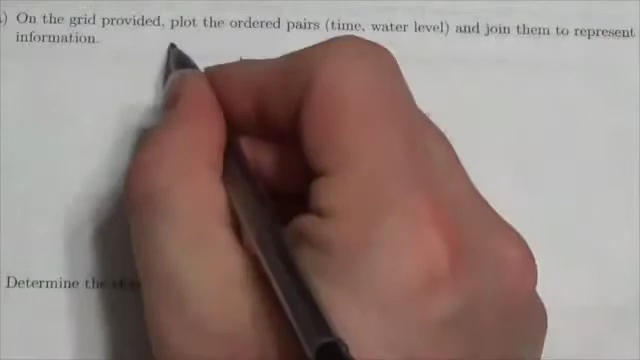 ) On the grid provided, plot the ordered pairs (time, water level) and join them to represent
information.
Determine the